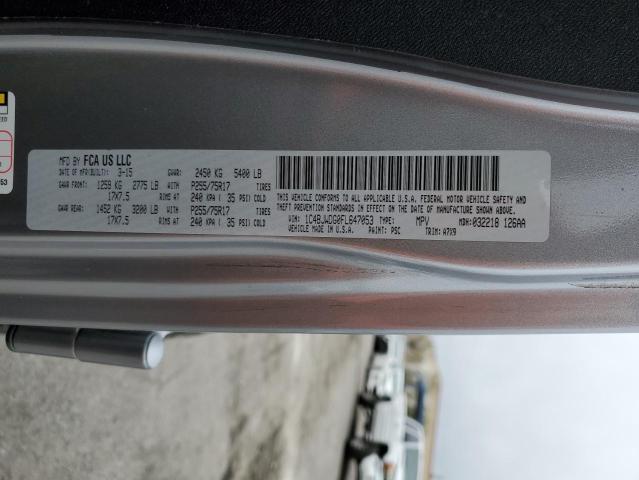 MFD BY FCA US LLC
DATE OF MFR(BUILT): 3-15 GVWR: 2450 KG 5400 LB
GAWR FRONT: 1259 KG 2775 LB WITH P255/75R17 TIRES
17X7.5 RIMS AT 240 KPA ( 35 PSI) COLD
GAWR REAR: 1452 KG 3200 LB WITH P255/75R17 TIRES
17X7.5 RIMS AT 240 KPA ( 35 PSI) COLD
THIS VEHICLE CONFORMS TO ALL APPLICABLE U.S.A. FEDERAL MOTOR VEHICLE SAFETY AND
THEFT PREVENTION STANDARDS IN EFFECT ON THE DATE OF MANUFACTURE SHOWN ABOVE.
VIN: 1C4BJWDG0FL647053 TYPE: MPV MDH: 032218 126AA
VEHICLE MADE IN U.S.A. PAINT: PSC TRIM: A7X9
053